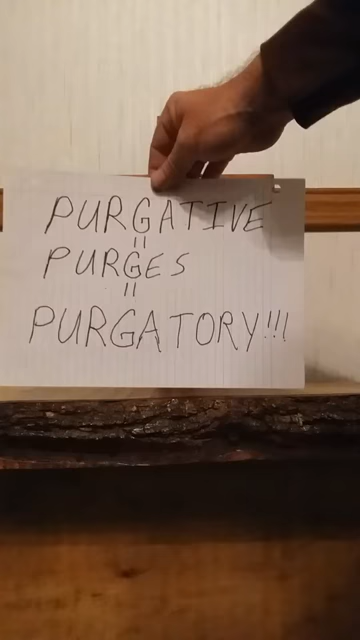 PURGATIVE
=
PURGES
=
PURGATORY!!!